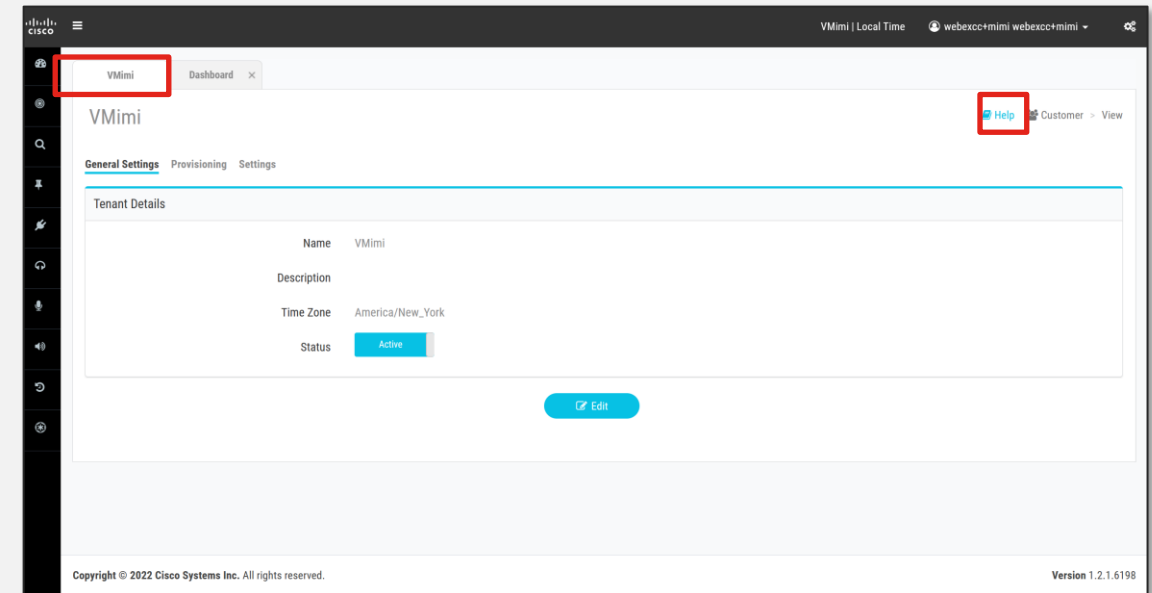 CISCO
VMimi | Local Time webexcc+mimi webexcc+mimi
VMimi Dashboard ×
VMimi
Help Customer > View
General Settings Provisioning Settings
Tenant Details
Name VMimi
Description
Time Zone America/New_York
Status Active
Edit
Copyright © 2022 Cisco Systems Inc. All rights reserved. Version 1.2.1.6198